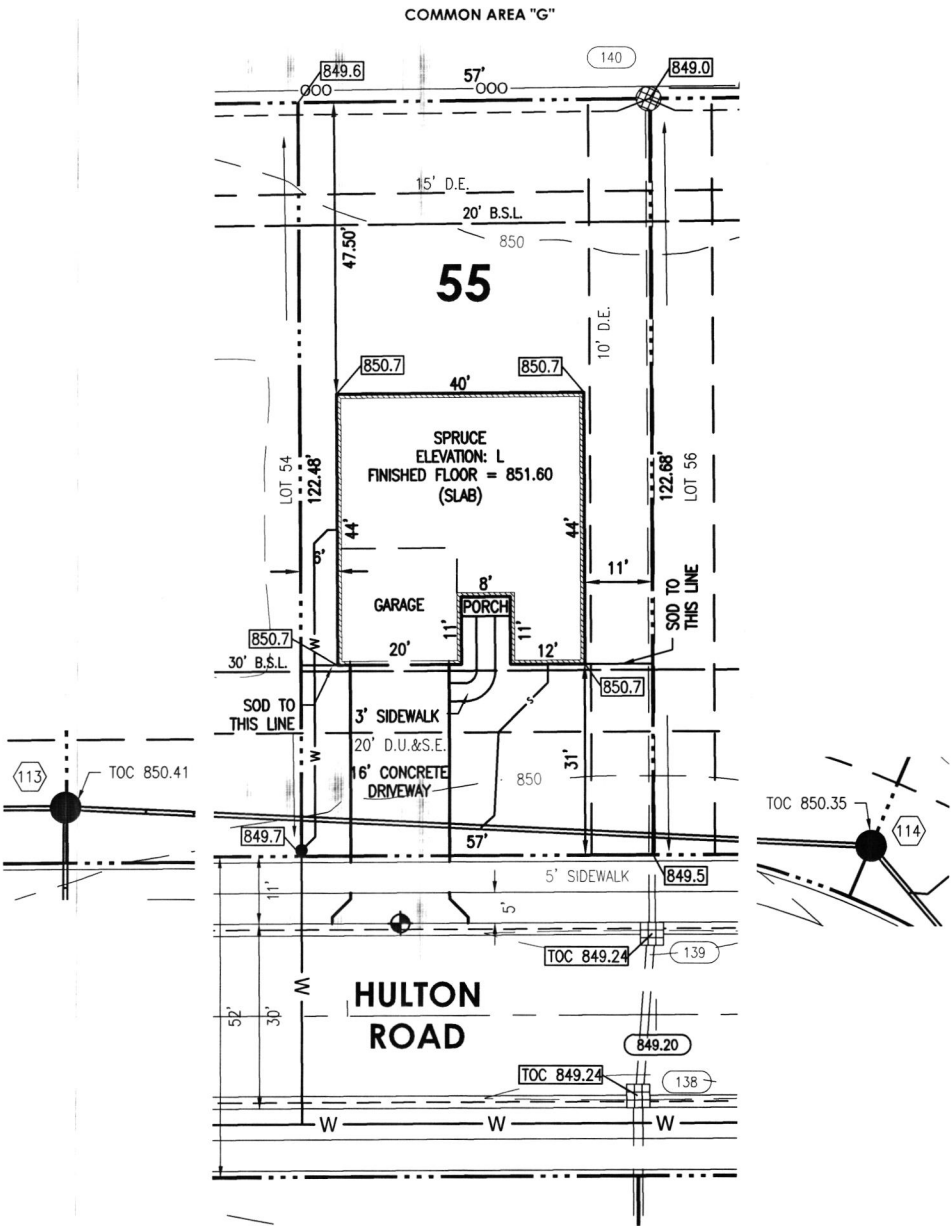 COMMON AREA "G"
140
849.6
57'
849.0
OOO
OOO
15' D.E.
20' B.S.L.
850
47.50'
55
10' D.E.
850.7
850.7
40'
SPRUCE
ELEVATION: L
FINISHED FLOOR = 851.60
(SLAB)
LOT 54
122.48'
122.68'
LOT 56
44'
44'
6'
11'
SOD TO
THIS LINE
8'
GARAGE
PORCH
11'
11'
W
850.7
20'
12'
30' B.S.L.
850.7
SOD TO
THIS LINE
3' SIDEWALK
S
20' D.U.&S.E.
W
31'
16' CONCRETE
DRIVEWAY
850
113
TOC 850.41
TOC 850.35
114
849.7
57'
5' SIDEWALK
849.5
11'
5'
TOC 849.24
139
W
HULTON
ROAD
52'
30'
849.20
TOC 849.24
138
W
W
W